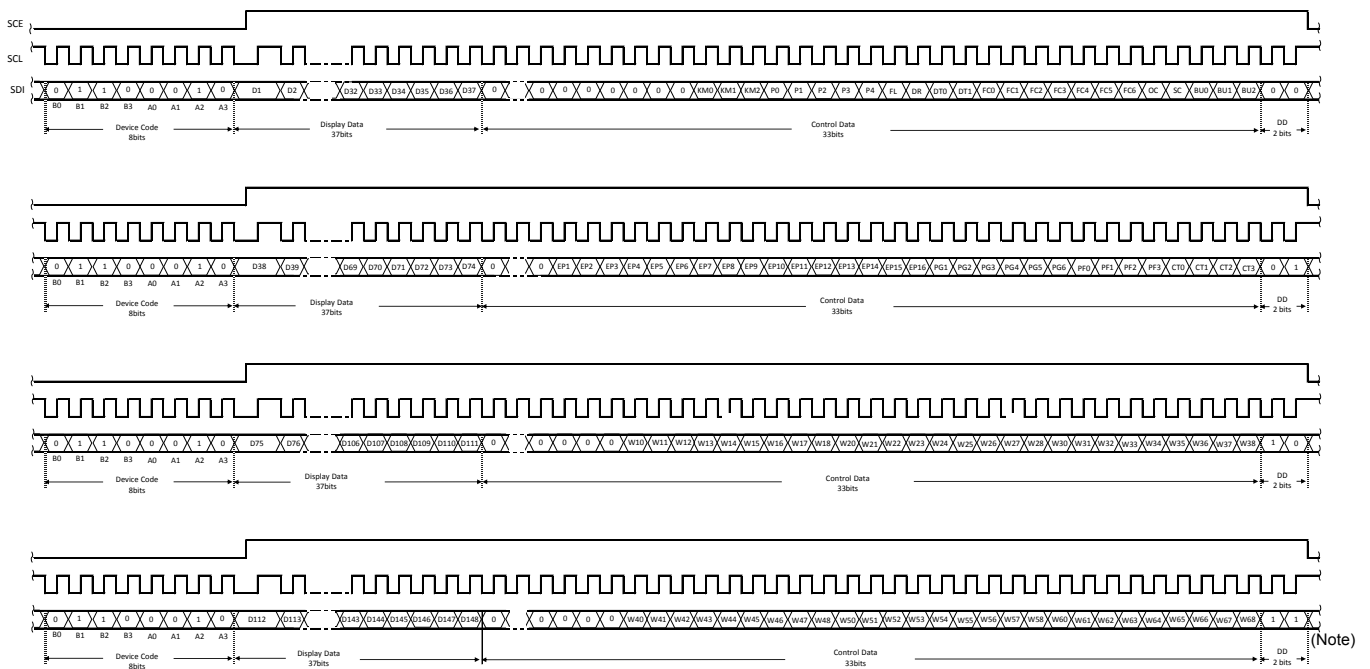 SCE
SCL
SDI 0 1 1 0 0 0 1 0 D1 D2 D32 D33 D34 D35 D36 D37 0 0 0 0 0 0 0 0 KM0 KM1 KM2 P0 P1 P2 P3 P4 FL DR DT0 DT1 FC0 FC1 FC2 FC3 FC4 FC5 FC6 OC SC BU0 BU1 BU2 0 0
B0 B1 B2 B3 A0 A1 A2 A3
Device Code Display Data Control Data DD
8bits 37bits 33bits 2 bits
0 1 1 0 0 0 1 0 D38 D39 D69 D70 D71 D72 D73 D74 0 0 EP1 EP2 EP3 EP4 EP5 EP6 EP7 EP8 EP9 EP10 EP11 EP12 EP13 EP14 EP15 EP16 PG1 PG2 PG3 PG4 PG5 PG6 PF0 PF1 PF2 PF3 CT0 CT1 CT2 CT3 0 1
B0 B1 B2 B3 A0 A1 A2 A3
Device Code Display Data Control Data DD
8bits 37bits 33bits 2 bits
0 1 1 0 0 0 1 0 D75 D76 D106 D107 D108 D109 D110 D111 0 0 0 0 0 W10 W11 W12 W13 W14 W15 W16 W17 W18 W20 W21 W22 W23 W24 W25 W26 W27 W28 W30 W31 W32 W33 W34 W35 W36 W37 W38 1 0
B0 B1 B2 B3 A0 A1 A2 A3
Device Code Display Data Control Data DD
8bits 37bits 33bits 2 bits
0 1 1 0 0 0 1 0 D112 D113 D143 D144 D145 D146 D147 D148 0 0 0 0 0 W40 W41 W42 W43 W44 W45 W46 W47 W48 W50 W51 W52 W53 W54 W55 W56 W57 W58 W60 W61 W62 W63 W64 W65 W66 W67 W68 1 1
(Note)
B0 B1 B2 B3 A0 A1 A2 A3
Device Code Display Data Control Data DD
8bits 37bits 33bits 2 bits